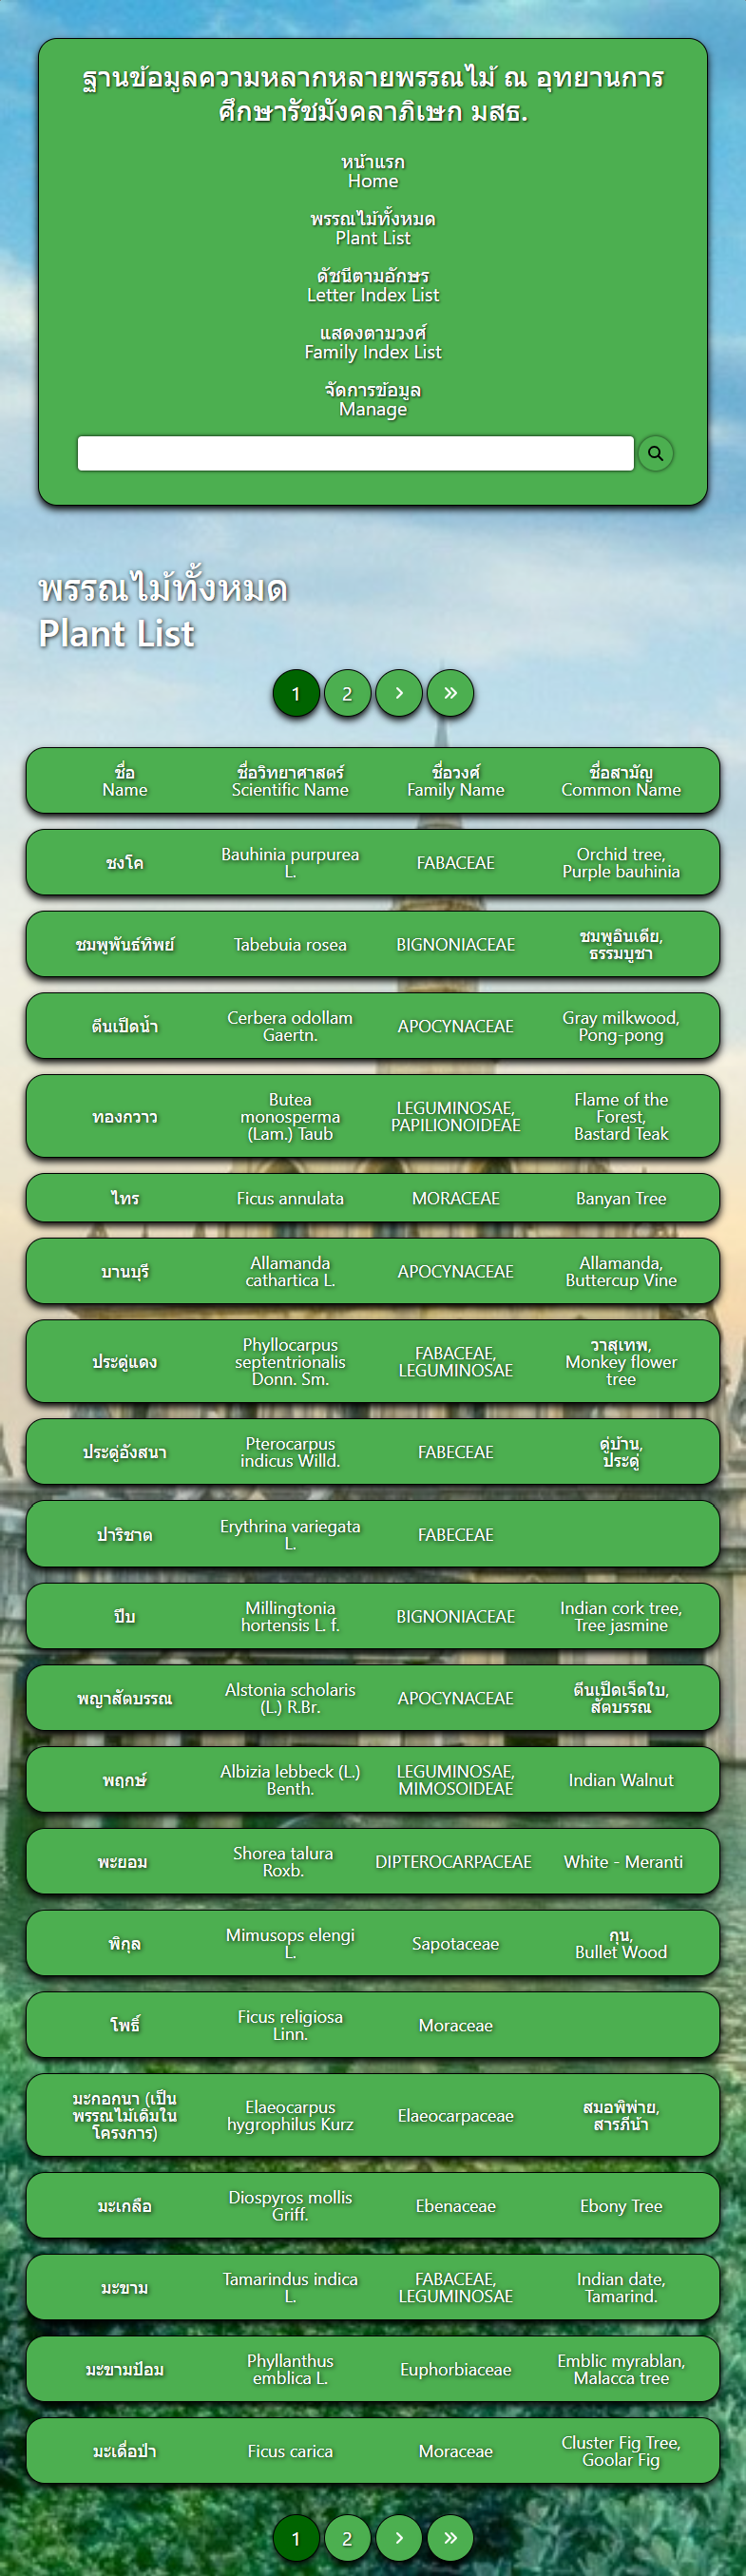 ฐานข้อมูลความหลากหลายพรรณไม้ ณ อุทยานการ
ศึกษารัชมังคลาภิเษก มสธ.
หน้าแรก
Home
พรรณไม้ทั้งหมด
Plant List
ดัชนีตามอักษร
Letter Index List
แสดงตามวงศ์
Family Index List
จัดการข้อมูล
Manage
พรรณไม้ทั้งหมด
Plant List
1 2 › »
ชื่อ
Name
ชื่อวิทยาศาสตร์
Scientific Name
ชื่อวงศ์
Family Name
ชื่อสามัญ
Common Name
ชงโค
Bauhinia purpurea
L.
FABACEAE
Orchid tree,
Purple bauhinia
ชมพูพันธ์ทิพย์
Tabebuia rosea
BIGNONIACEAE
ชมพูอินเดีย,
ธรรมบูชา
ตีนเป็ดน้ำ
Cerbera odollam
Gaertn.
APOCYNACEAE
Gray milkwood,
Pong-pong
ทองกวาว
Butea
monosperma
(Lam.) Taub
LEGUMINOSAE,
PAPILIONOIDEAE
Flame of the
Forest,
Bastard Teak
ไทร
Ficus annulata
MORACEAE
Banyan Tree
บานบุรี
Allamanda
cathartica L.
APOCYNACEAE
Allamanda,
Buttercup Vine
ประดู่แดง
Phyllocarpus
septentrionalis
Donn. Sm.
FABACEAE,
LEGUMINOSAE
วาสุเทพ,
Monkey flower
tree
ประดู่อังสนา
Pterocarpus
indicus Willd.
FABECEAE
ดู่บ้าน,
ประดู่
ปาริชาด
Erythrina variegata
L.
FABECEAE
ปีบ
Millingtonia
hortensis L. f.
BIGNONIACEAE
Indian cork tree,
Tree jasmine
พญาสัตบรรณ
Alstonia scholaris
(L.) R.Br.
APOCYNACEAE
ตีนเป็ดเจ็ดใบ,
สัตบรรณ
พฤกษ์
Albizia lebbeck (L.)
Benth.
LEGUMINOSAE,
MIMOSOIDEAE
Indian Walnut
พะยอม
Shorea talura
Roxb.
DIPTEROCARPACEAE
White - Meranti
พิกุล
Mimusops elengi
L.
Sapotaceae
กุน,
Bullet Wood
โพธิ์
Ficus religiosa
Linn.
Moraceae
มะกอกนา (เป็น
พรรณไม้เดิมใน
โครงการ)
Elaeocarpus
hygrophilus Kurz
Elaeocarpaceae
สมอพิพ่าย,
สารภีน้ำ
มะเกลือ
Diospyros mollis
Griff.
Ebenaceae
Ebony Tree
มะขาม
Tamarindus indica
L.
FABACEAE,
LEGUMINOSAE
Indian date,
Tamarind.
มะขามป้อม
Phyllanthus
emblica L.
Euphorbiaceae
Emblic myrablan,
Malacca tree
มะเดื่อป่า
Ficus carica
Moraceae
Cluster Fig Tree,
Goolar Fig
1 2 › »